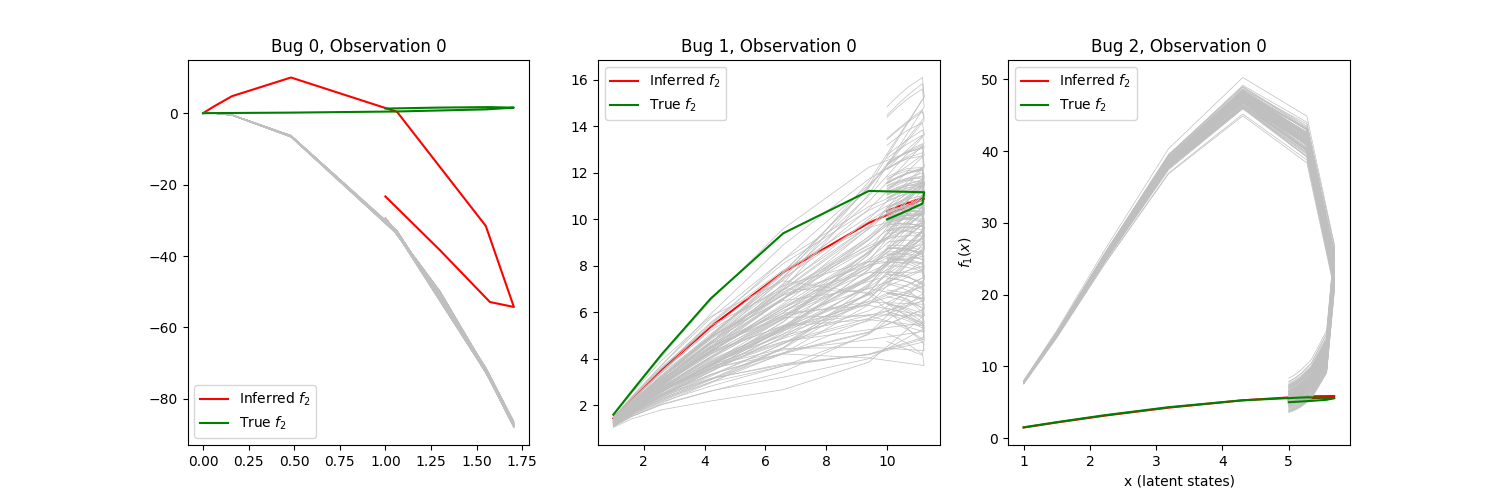 Bug 0, Observation 0
0
−20
−40
−60
−80
0.00 0.25 0.50 0.75 1.00 1.25 1.50 1.75
Inferred f₂
True f₂
Bug 1, Observation 0
16
14
12
10
8
6
4
2
2 4 6 8 10
Inferred f₂
True f₂
Bug 2, Observation 0
50
40
30
20
10
0
f₁(x)
1 2 3 4 5
x (latent states)
Inferred f₂
True f₂